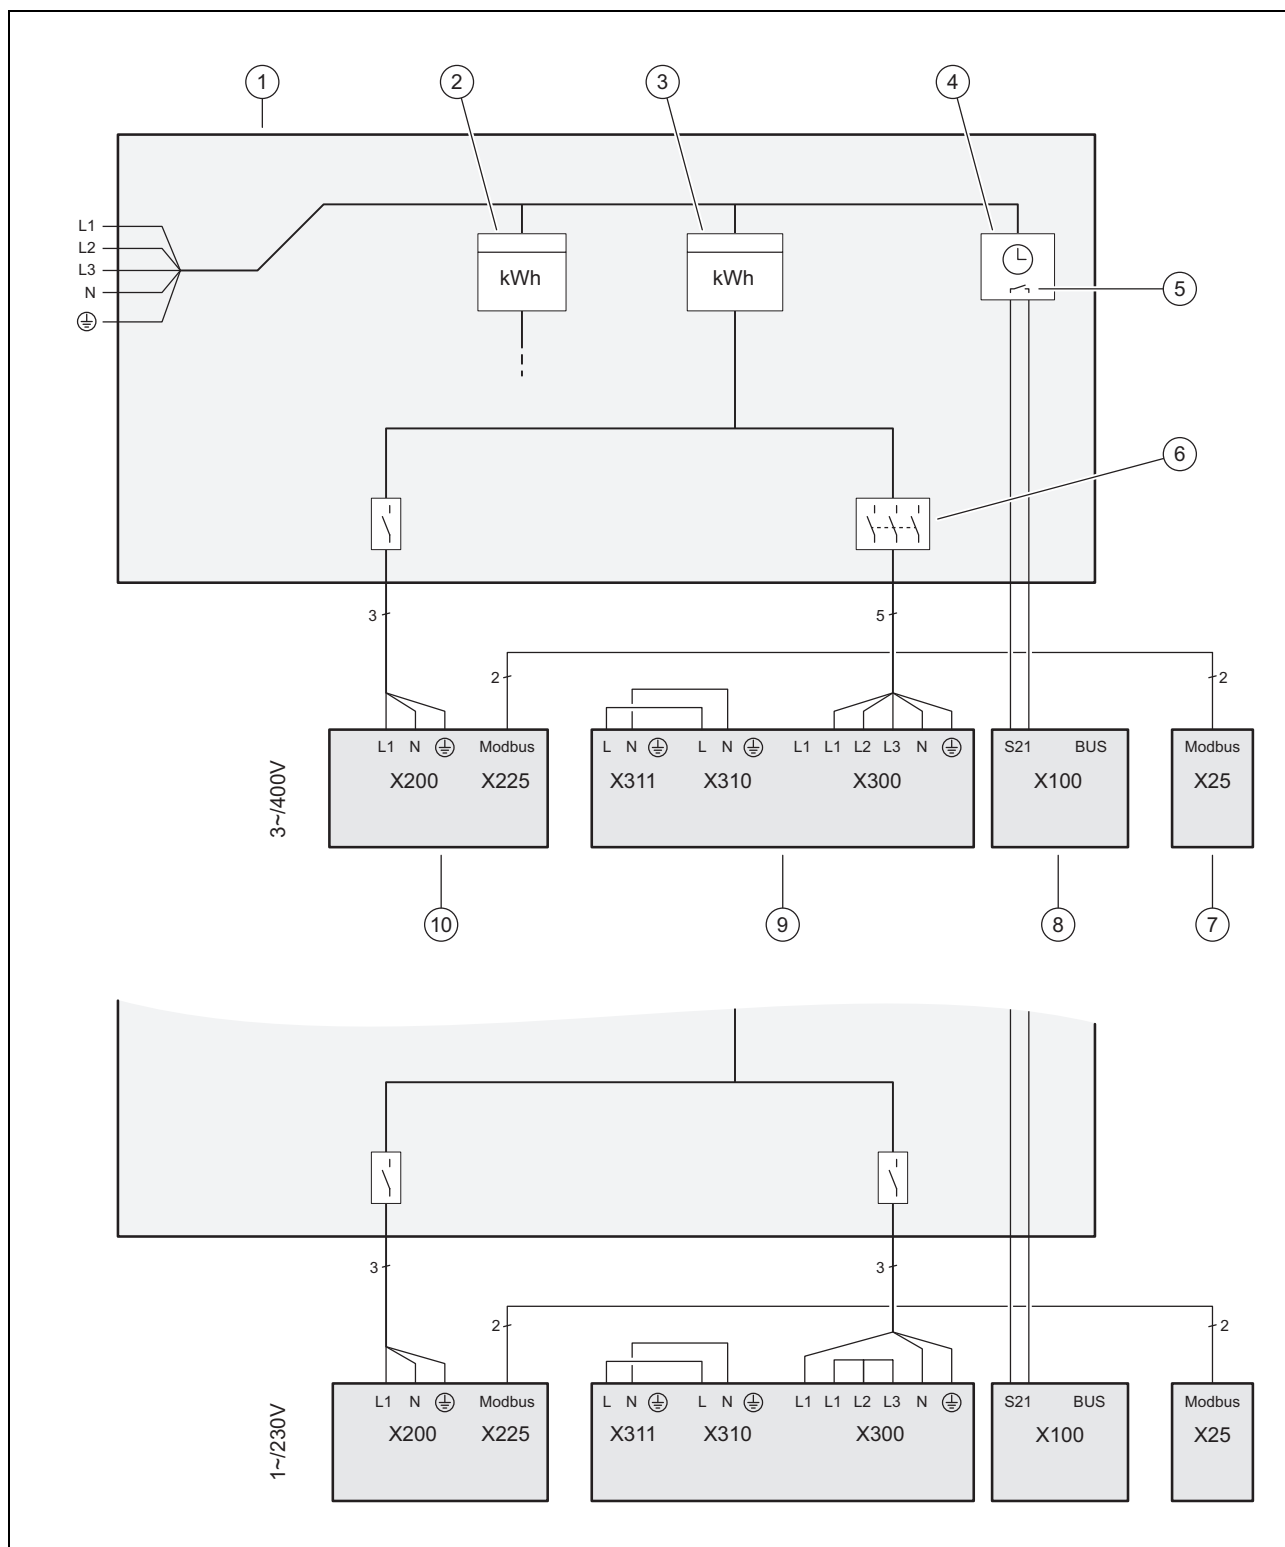 1 2 3 4
L1
L2
L3
N
kWh kWh
5
6
3 5
2 2
L1 N Modbus L N L N L1 L1 L2 L3 N S21 BUS Modbus
X200 X225 X311 X310 X300 X100 X25
3~/400V
10 9 8 7
3 3
2 2
L1 N Modbus L N L N L1 L1 L2 L3 N S21 BUS Modbus
X200 X225 X311 X310 X300 X100 X25
1~/230V